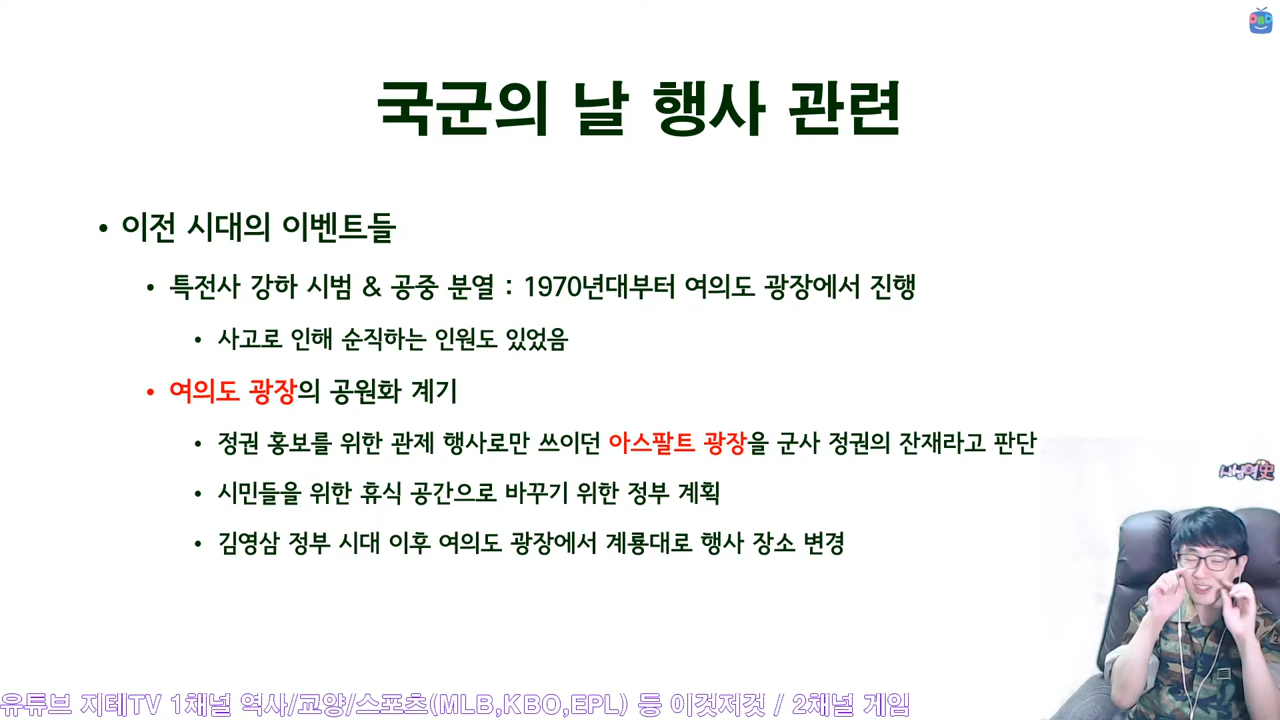 국군의 날 행사 관련
• 이전 시대의 이벤트들
• 특전사 강하 시범 & 공중 분열 : 1970년대부터 여의도 광장에서 진행
• 사고로 인해 순직하는 인원도 있었음
• 여의도 광장의 공원화 계기
• 정권 홍보를 위한 관제 행사로만 쓰이던 아스팔트 광장을 군사 정권의 잔재라고 판단
• 시민들을 위한 휴식 공간으로 바꾸기 위한 정부 계획
• 김영삼 정부 시대 이후 여의도 광장에서 계룡대로 행사 장소 변경
유튜브 지테TV 1채널 역사/교양/스포츠(MLB,KBO,EPL) 등 이것저것 / 2채널 게임